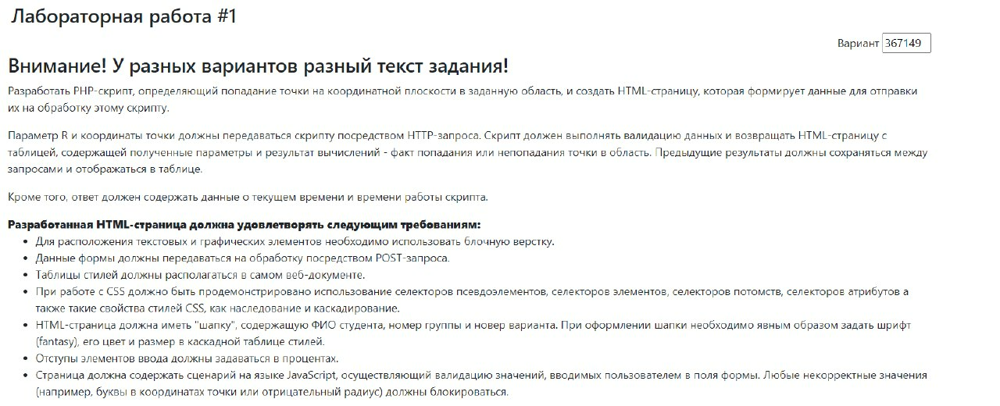 Лабораторная работа #1
Вариант 367149
Внимание! У разных вариантов разный текст задания!
Разработать PHP-скрипт, определяющий попадание точки на координатной плоскости в заданную область, и создать HTML-страницу, которая формирует данные для отправки
их на обработку этому скрипту.
Параметр R и координаты точки должны передаваться скрипту посредством HTTP-запроса. Скрипт должен выполнять валидацию данных и возвращать HTML-страницу с
таблицей, содержащей полученные параметры и результат вычислений - факт попадания или непопадания точки в область. Предыдущие результаты должны сохраняться между
запросами и отображаться в таблице.
Кроме того, ответ должен содержать данные о текущем времени и времени работы скрипта.
Разработанная HTML-страница должна удовлетворять следующим требованиям:
• Для расположения текстовых и графических элементов необходимо использовать блочную верстку.
• Данные формы должны передаваться на обработку посредством POST-запроса.
• Таблицы стилей должны располагаться в самом веб-документе.
• При работе с CSS должно быть продемонстрировано использование селекторов псевдоэлементов, селекторов элементов, селекторов потомств, селекторов атрибутов а
также такие свойства стилей CSS, как наследование и каскадирование.
• HTML-страница должна иметь "шапку", содержащую ФИО студента, номер группы и новер варианта. При оформлении шапки необходимо явным образом задать шрифт
(fantasy), его цвет и размер в каскадной таблице стилей.
• Отступы элементов ввода должны задаваться в процентах.
• Страница должна содержать сценарий на языке JavaScript, осуществляющий валидацию значений, вводимых пользователем в поля формы. Любые некорректные значения
(например, буквы в координатах точки или отрицательный радиус) должны блокироваться.